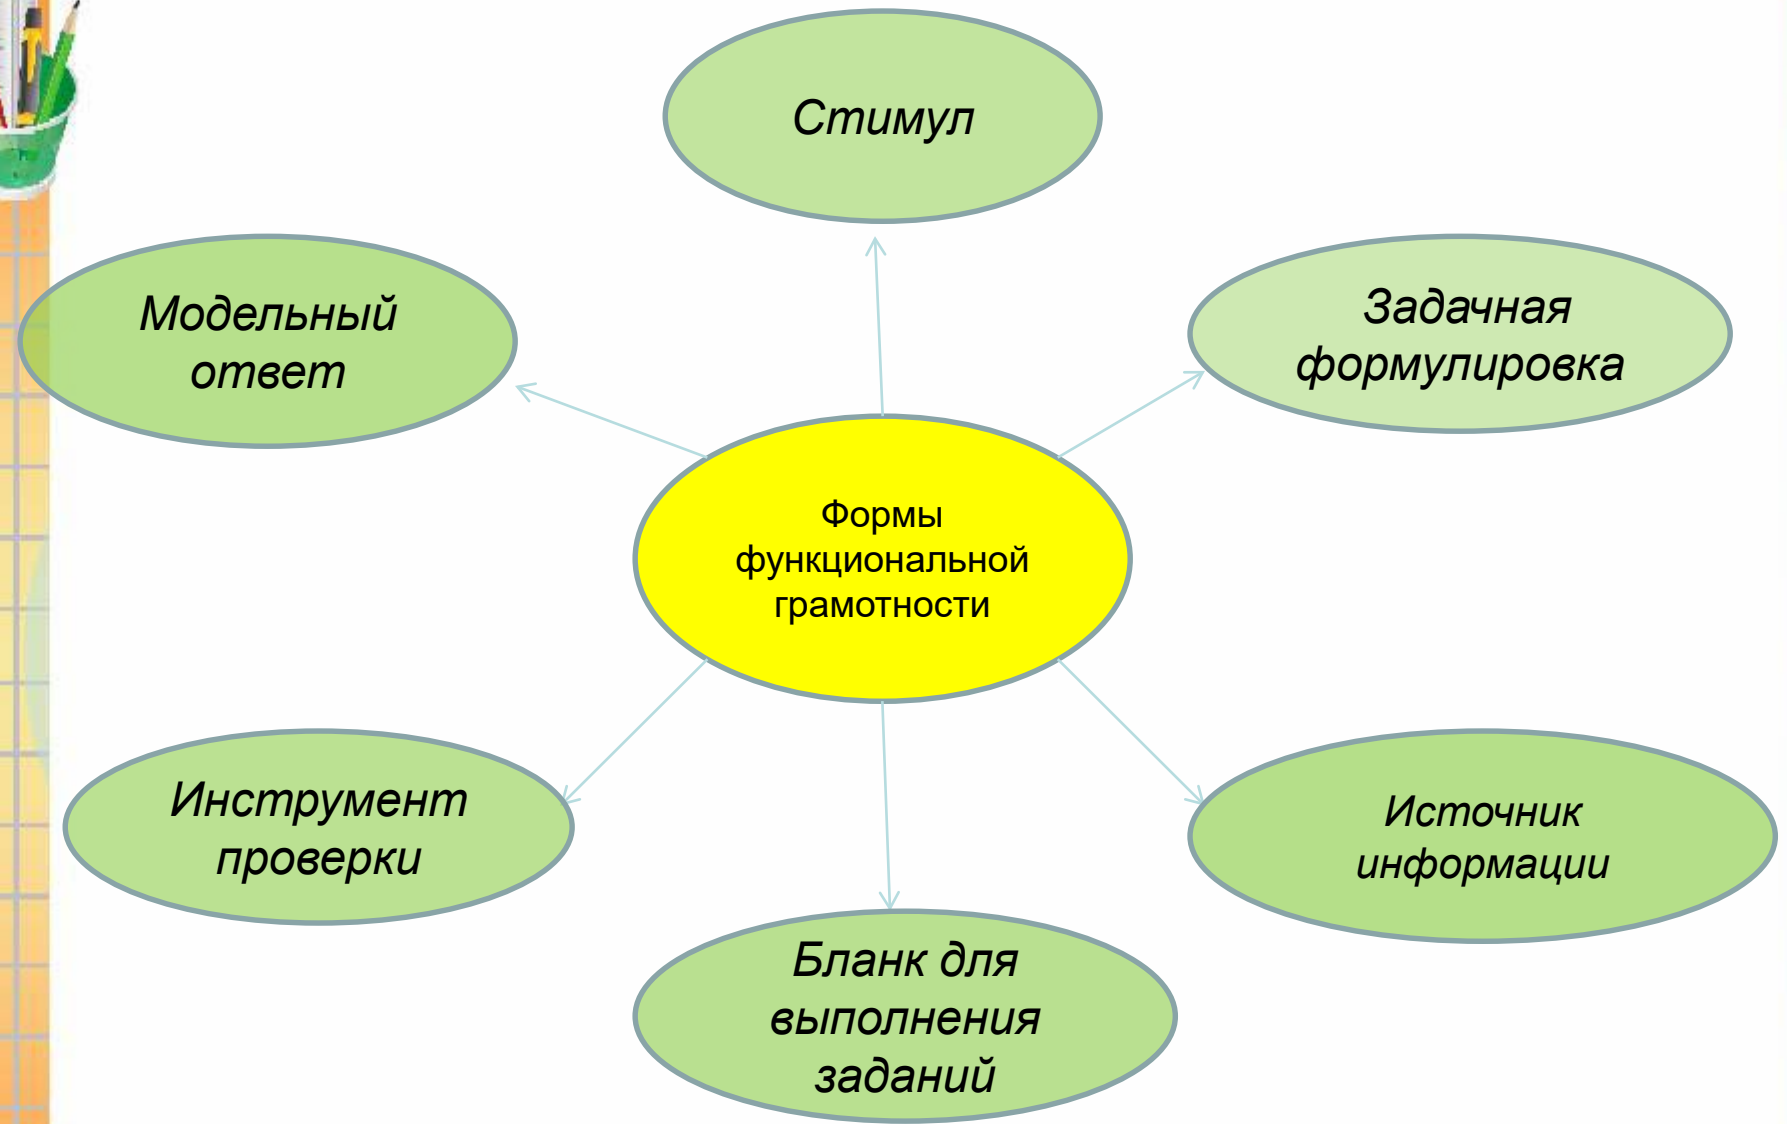 Стимул
Модельный
ответ
Задачная
формулировка
Формы
функциональной
грамотности
Инструмент
проверки
Источник
информации
Бланк для
выполнения
заданий